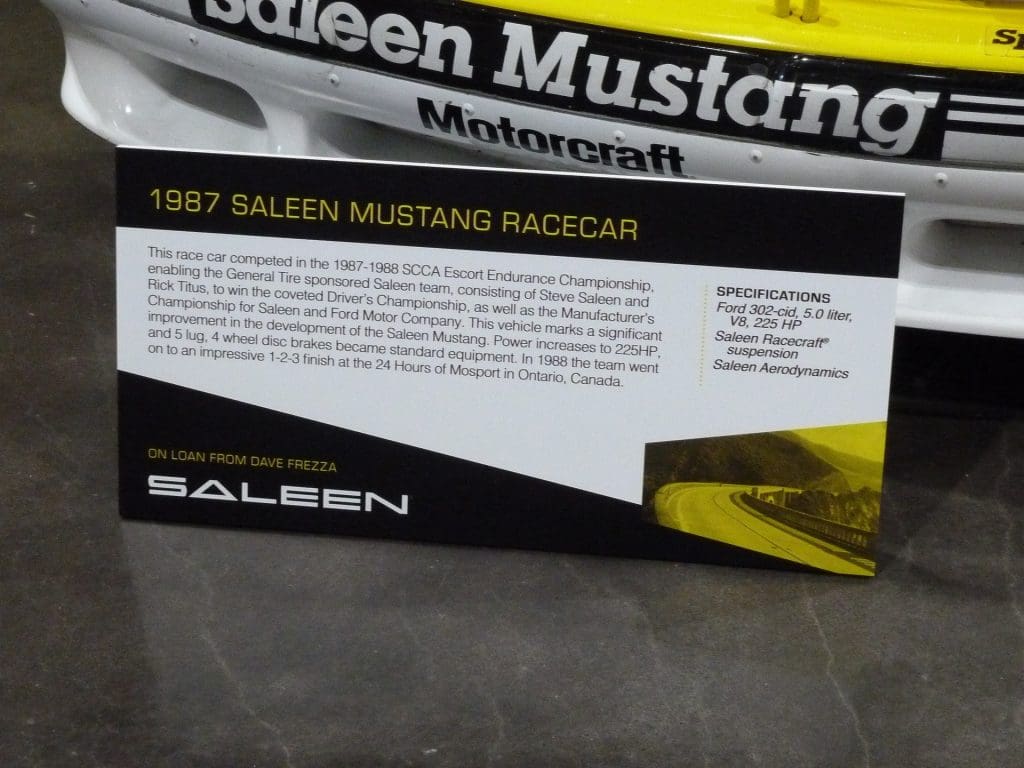 Saleen Mustang
Motorcraft
1987 SALEEN MUSTANG RACECAR
This race car competed in the 1987-1988 SCCA Escort Endurance Championship,
enabling the General Tire sponsored Saleen team, consisting of Steve Saleen and
Rick Titus, to win the coveted Driver's Championship, as well as the Manufacturer's
Championship for Saleen and Ford Motor Company. This vehicle marks a significant
improvement in the development of the Saleen Mustang. Power increases to 225HP,
and 5 lug, 4 wheel disc brakes became standard equipment. In 1988 the team went
on to an impressive 1-2-3 finish at the 24 Hours of Mosport in Ontario, Canada.
SPECIFICATIONS
Ford 302-cid, 5.0 liter,
V8, 225 HP
Saleen Racecraft®
suspension
Saleen Aerodynamics
ON LOAN FROM DAVE FREZZA
SALEEN